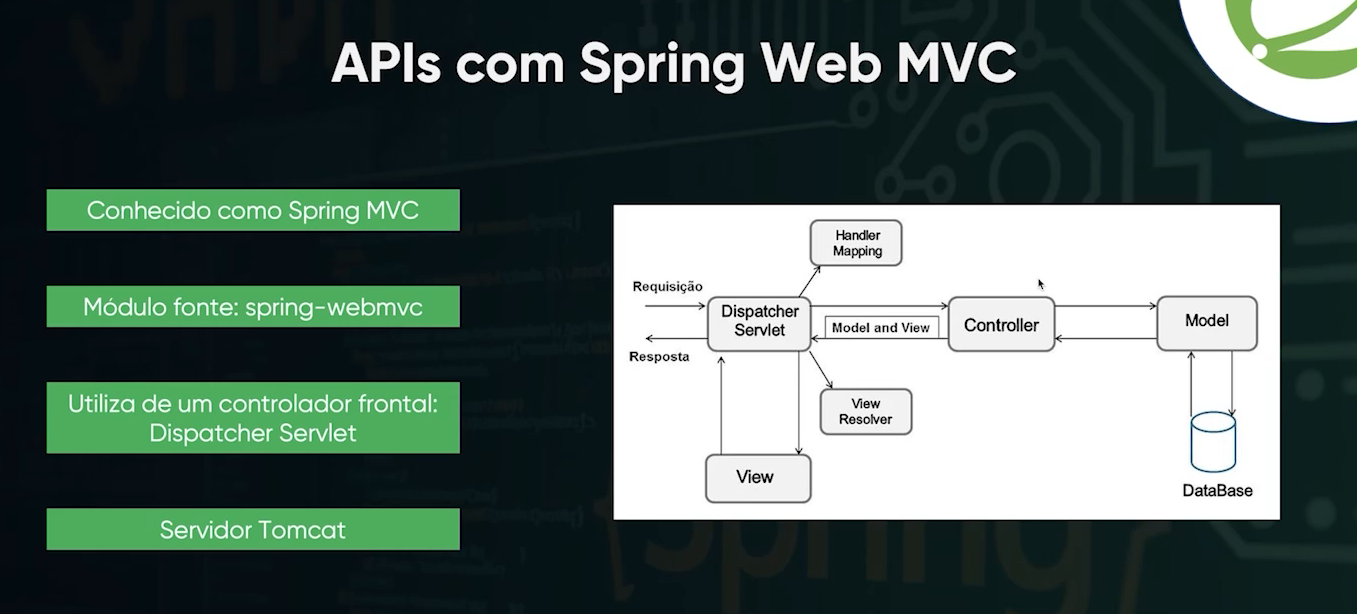 APIs com Spring Web MVC
Conhecido como Spring MVC
Módulo fonte: spring-webmvc
Utiliza de um controlador frontal:
Dispatcher Servlet
Servidor Tomcat
Handler
Mapping
Requisição
Dispatcher
Servlet
Model and View
Controller
Model
Resposta
View
Resolver
View
DataBase
spring